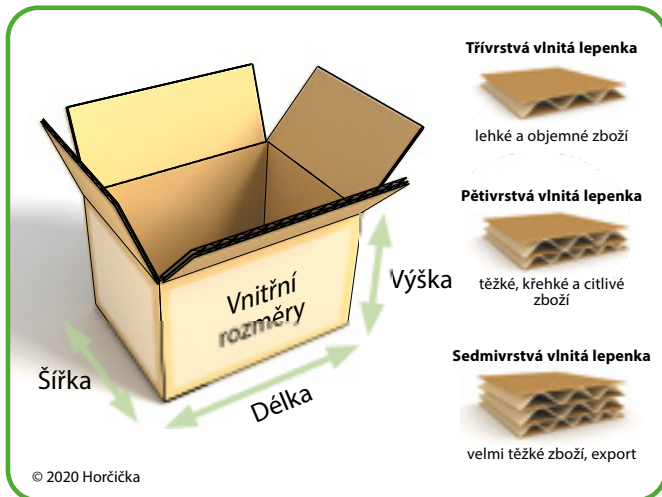 Třívrstvá vlnitá lepenka
lehké a objemné zboží
Pětivrstvá vlnitá lepenka
těžké, křehké a citlivé
zboží
Sedmivrstvá vlnitá lepenka
velmi těžké zboží, export
Vnitřní
rozměry
Výška
Šířka
Délka
© 2020 Horčička